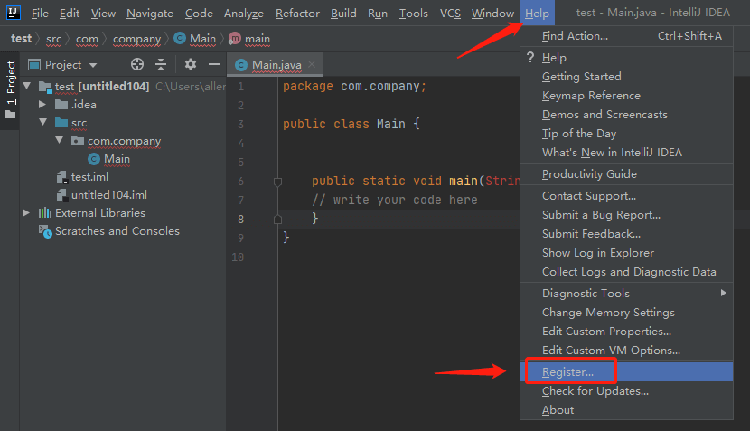 IJ File Edit View Navigate Code Analyze Refactor Build Run Tools VCS Window Help test - Main.java - IntelliJ IDEA
test src com company Main m main
Project Main.java
1: Project
test [untitled104] C:\Users\aller
.idea
src
com.company
Main
test.iml
untitled104.iml
External Libraries
Scratches and Consoles
1 package com.company;
2
3 public class Main {
4
5
6 public static void main(Strin
7 // write your code here
8 }
9 }
10
Find Action... Ctrl+Shift+A
? Help
Getting Started
Keymap Reference
Demos and Screencasts
Tip of the Day
What's New in IntelliJ IDEA
Productivity Guide
Contact Support...
Submit a Bug Report...
Submit Feedback...
Show Log in Explorer
Collect Logs and Diagnostic Data
Diagnostic Tools
Change Memory Settings
Edit Custom Properties...
Edit Custom VM Options...
Register...
Check for Updates...
About